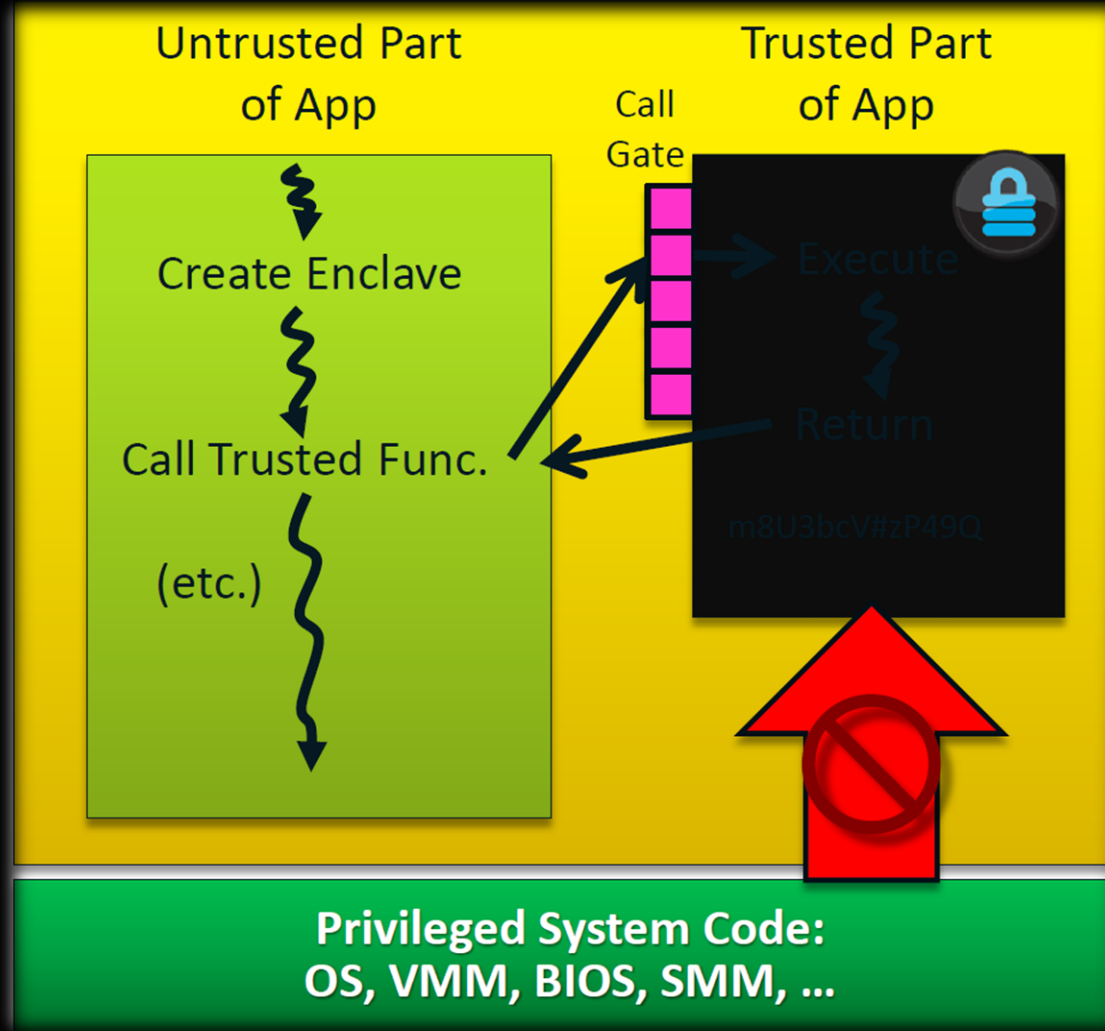 Untrusted Part
of App
Trusted Part
of App
Call
Gate
Create Enclave
Call Trusted Func.
(etc.)
Execute
Return
m8U3bcV#zP49Q
Privileged System Code:
OS, VMM, BIOS, SMM, …